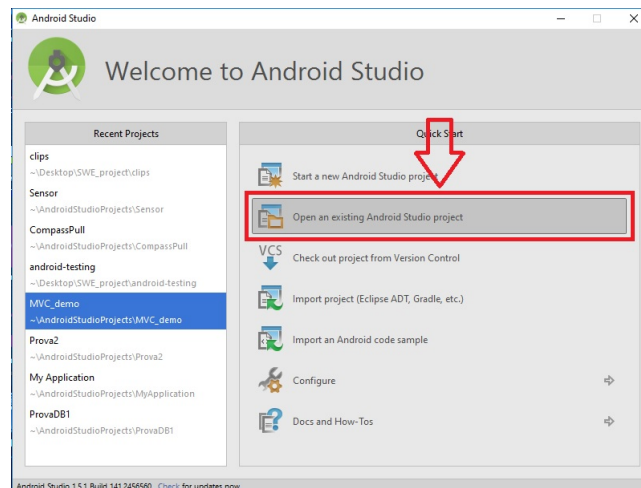 Android Studio
Welcome to Android Studio
Recent Projects
clips
~\Desktop\SWE_project\clips
Sensor
~\AndroidStudioProjects\Sensor
CompassPull
~\AndroidStudioProjects\CompassPull
android-testing
~\Desktop\SWE_project\android-testing
MVC_demo
~\AndroidStudioProjects\MVC_demo
Prova2
~\AndroidStudioProjects\Prova2
My Application
~\AndroidStudioProjects\MyApplication
ProvaDB1
~\AndroidStudioProjects\ProvaDB1
Quick Start
Start a new Android Studio project
Open an existing Android Studio project
VCS
Check out project from Version Control
Import project (Eclipse ADT, Gradle, etc.)
Import an Android code sample
Configure
Docs and How-Tos
Android Studio 1.5.1 Build 141.2456560. Check for updates now.